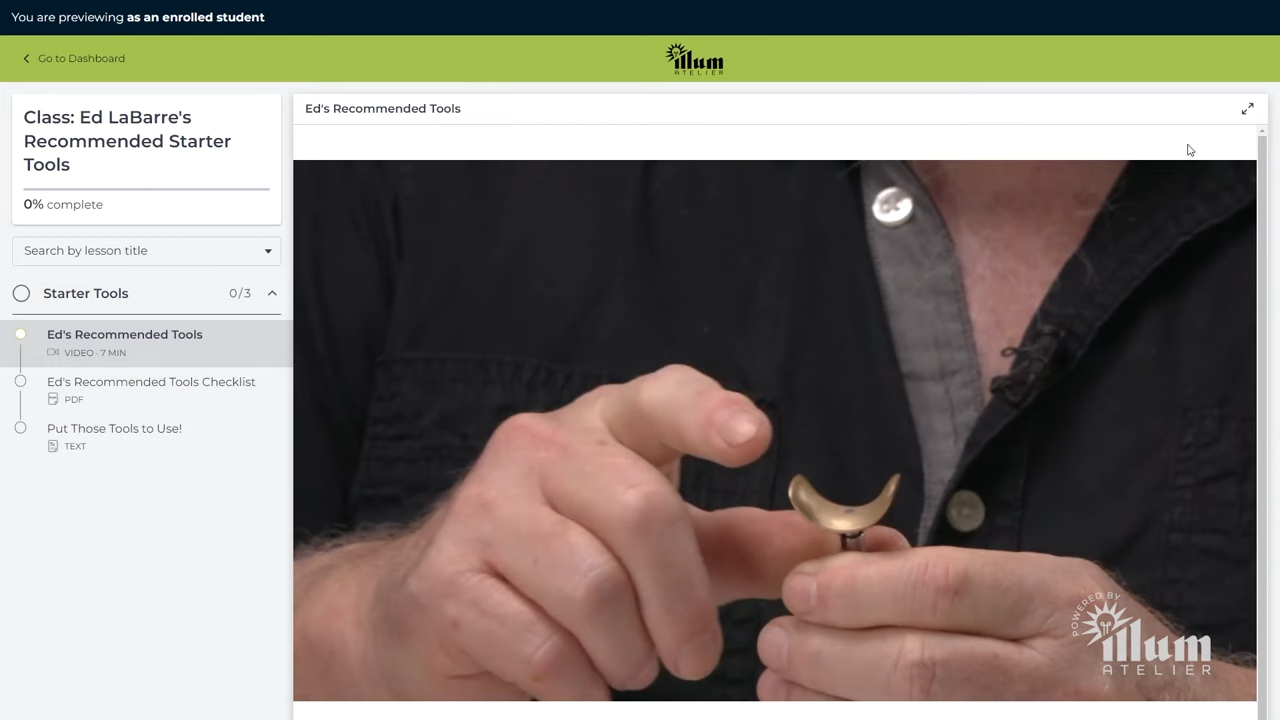 You are previewing as an enrolled student
Go to Dashboard
illum
ATELIER
Class: Ed LaBarre's
Recommended Starter
Tools
0% complete
Search by lesson title
Starter Tools 0/3
Ed's Recommended Tools
VIDEO · 7 MIN
Ed's Recommended Tools Checklist
PDF
Put Those Tools to Use!
TEXT
Ed's Recommended Tools
POWERED BY
illum
ATELIER